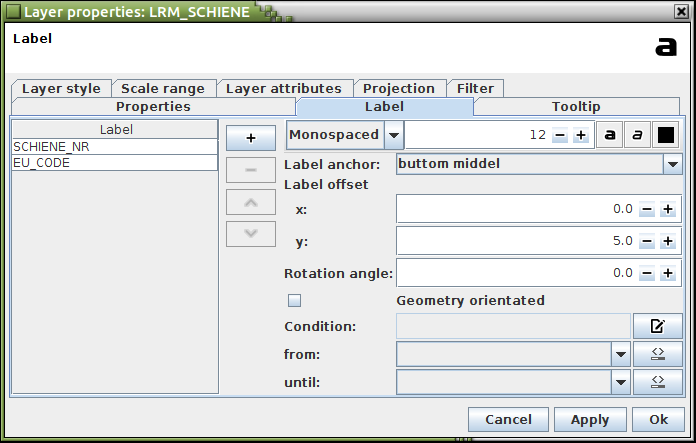 Layer properties: LRM_SCHIENE
Label
a
Layer style Scale range Layer attributes Projection Filter
Properties Label Tooltip
Label
SCHIENE_NR
EU_CODE
Monospaced 12 a a
Label anchor: buttom middel
Label offset
x: 0.0
y: 5.0
Rotation angle: 0.0
Geometry orientated
Condition:
from:
until:
Cancel Apply Ok